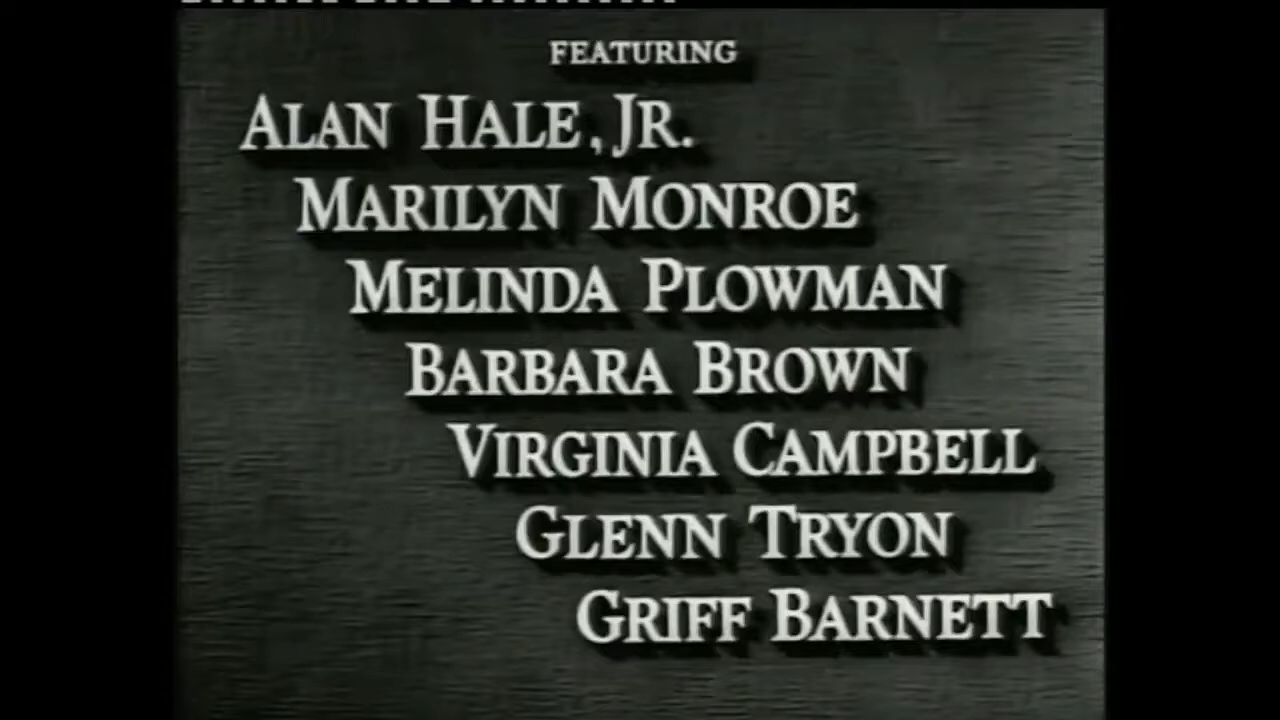 FEATURING
ALAN HALE, JR.
MARILYN MONROE
MELINDA PLOWMAN
BARBARA BROWN
VIRGINIA CAMPBELL
GLENN TRYON
GRIFF BARNETT